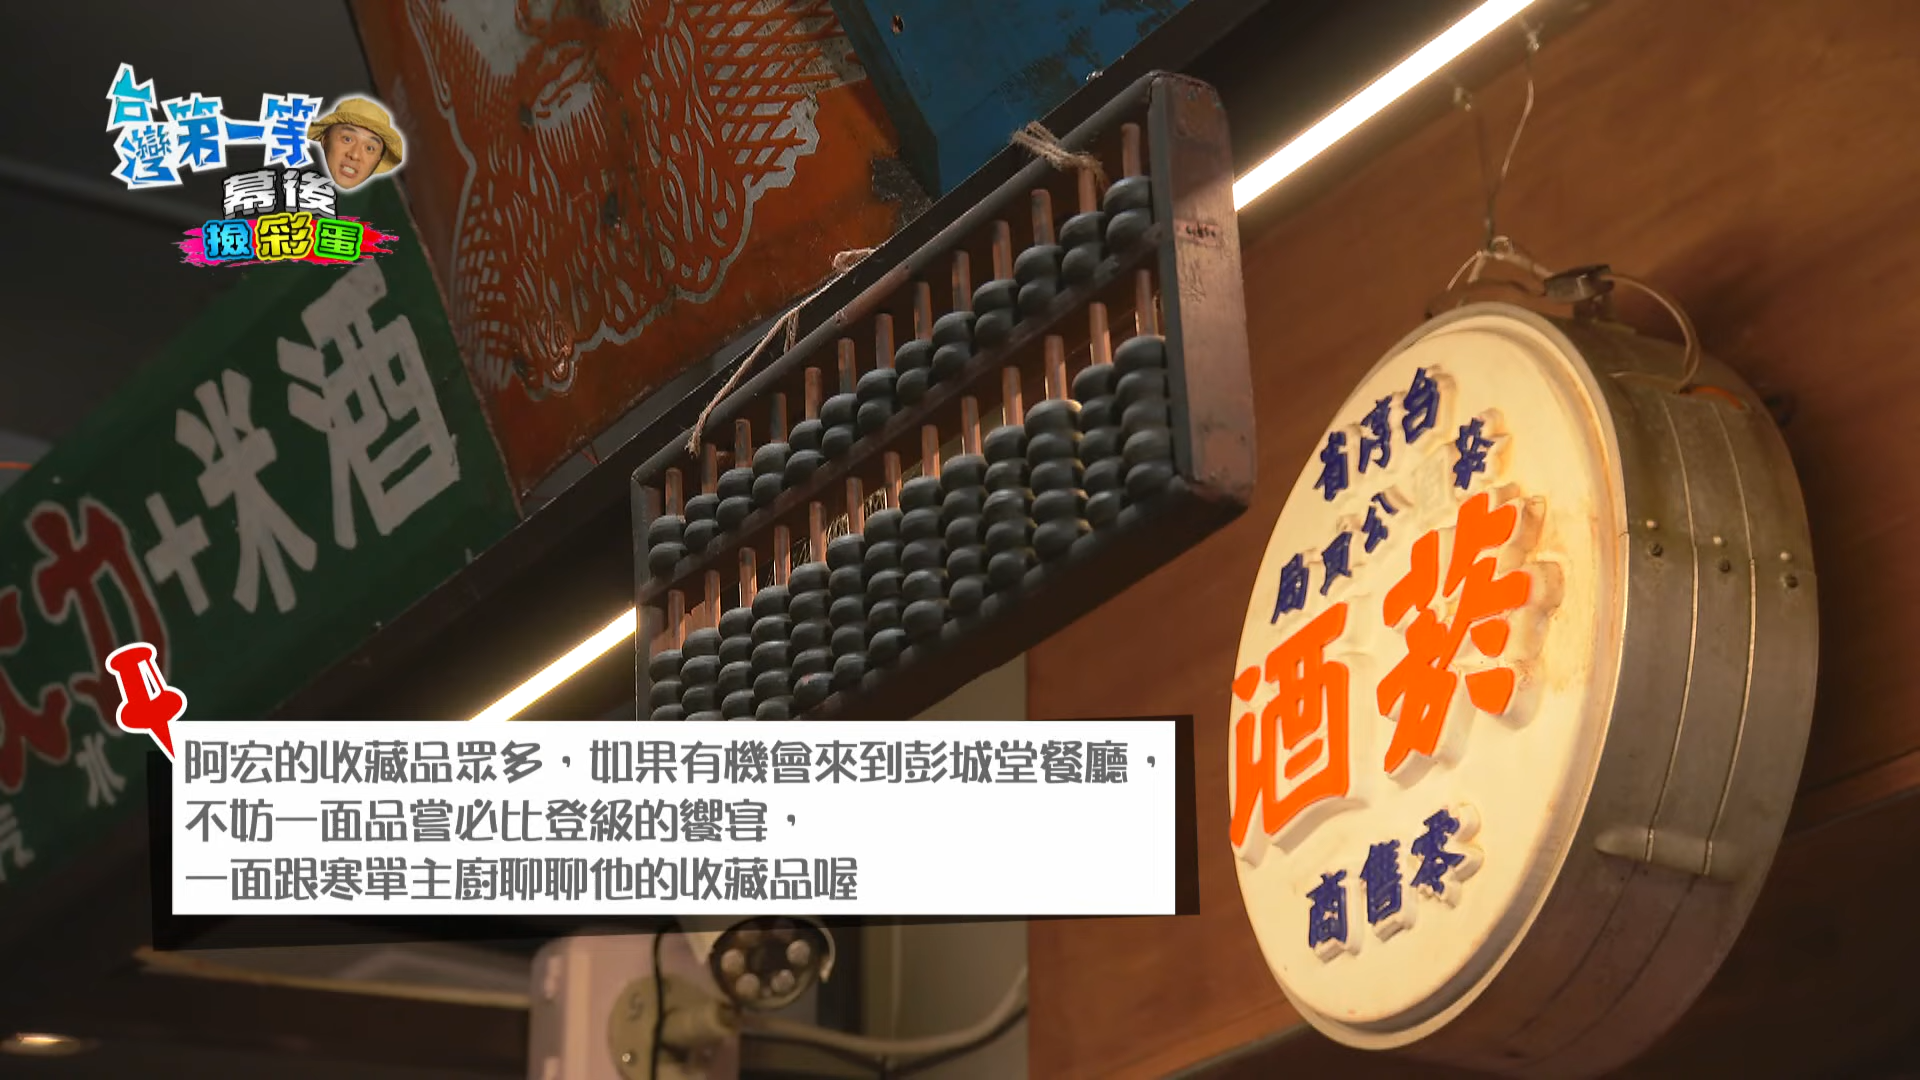 台灣第一等
幕後
撿彩蛋
米酒
水
台灣省
菸
公賣局
菸酒
零售商
阿宏的收藏品眾多，如果有機會來到彭城堂餐廳，
不妨一面品嘗必比登級的饗宴，
一面跟寒單主廚聊聊他的收藏品喔